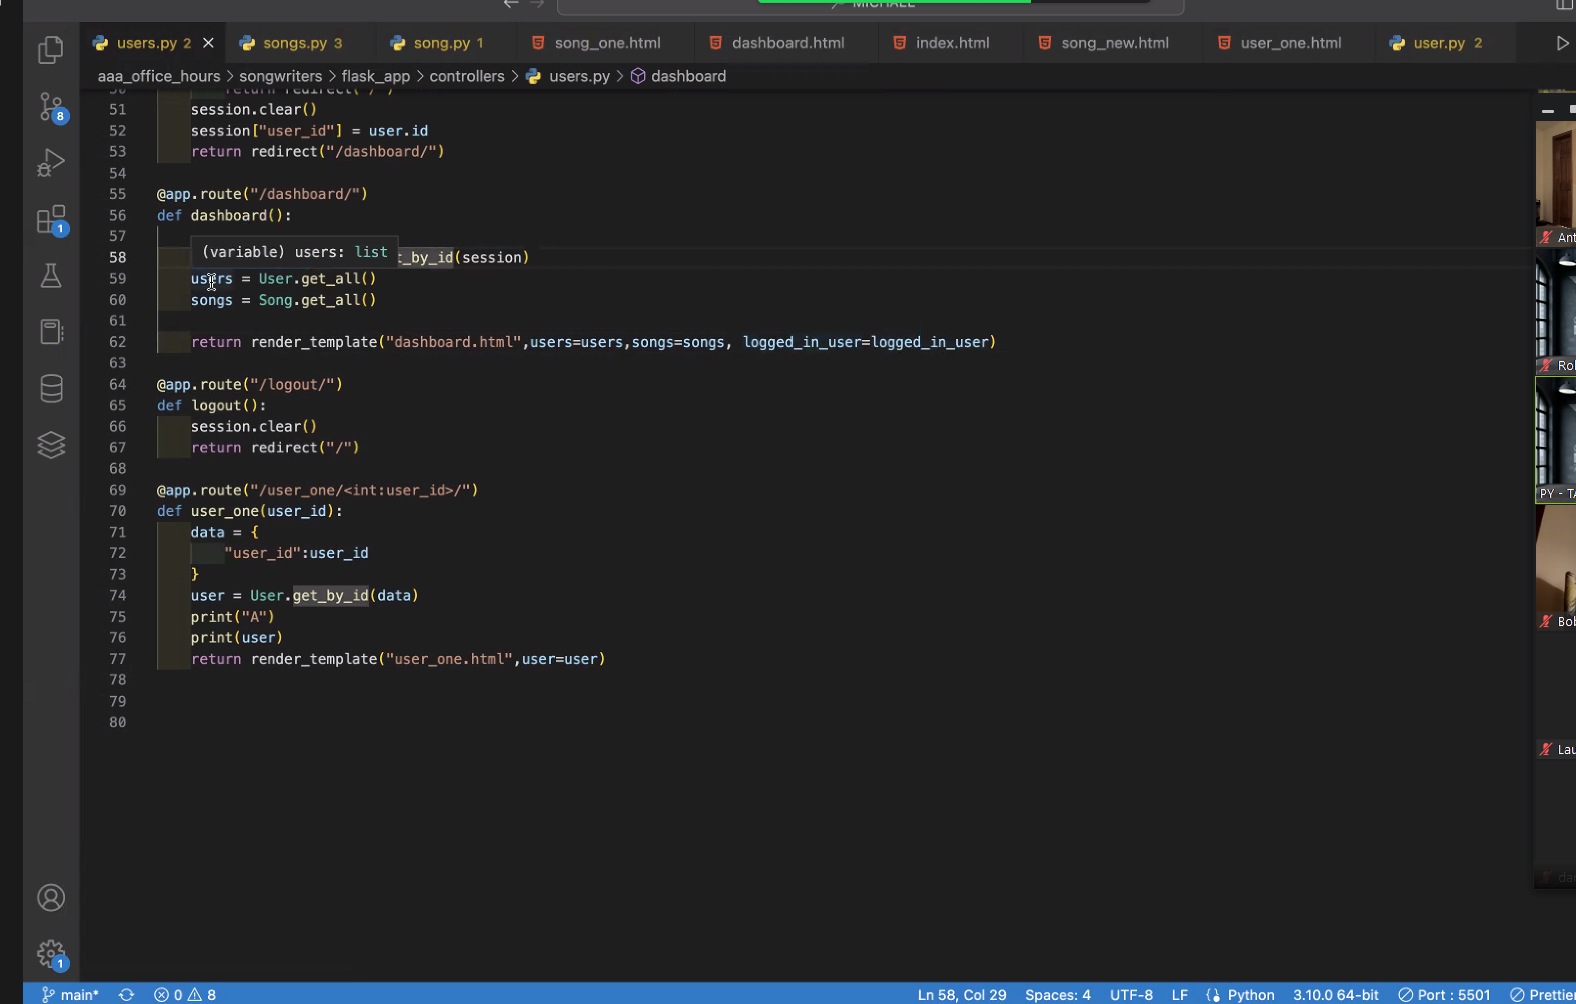 MICHAEL
users.py 2 songs.py 3 song.py 1 song_one.html dashboard.html index.html song_new.html user_one.html user.py 2
aaa_office_hours > songwriters > flask_app > controllers > users.py > dashboard
50 return redirect("/")
51 session.clear()
52 session["user_id"] = user.id
53 return redirect("/dashboard/")
54
55 @app.route("/dashboard/")
56 def dashboard():
57
(variable) users: list
58 t_by_id(session)
59 users = User.get_all()
60 songs = Song.get_all()
61
62 return render_template("dashboard.html",users=users,songs=songs, logged_in_user=logged_in_user)
63
64 @app.route("/logout/")
65 def logout():
66 session.clear()
67 return redirect("/")
68
69 @app.route("/user_one/<int:user_id>/")
70 def user_one(user_id):
71 data = {
72 "user_id":user_id
73 }
74 user = User.get_by_id(data)
75 print("A")
76 print(user)
77 return render_template("user_one.html",user=user)
78
79
80
8
1
1
Ant
Rol
PY - TA
Bob
Lau
da
main* 0 8 Ln 58, Col 29 Spaces: 4 UTF-8 LF Python 3.10.0 64-bit Port : 5501 Prettier